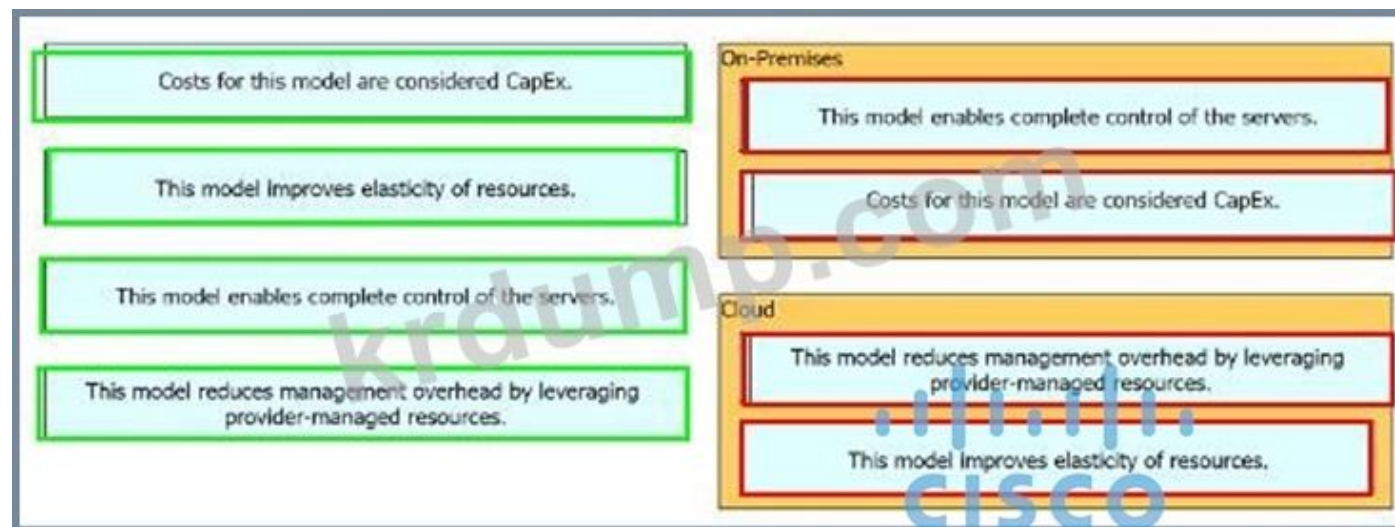 Costs for this model are considered CapEx.
This model improves elasticity of resources.
This model enables complete control of the servers.
This model reduces management overhead by leveraging
provider-managed resources.
On-Premises
This model enables complete control of the servers.
Costs for this model are considered CapEx.
Cloud
This model reduces management overhead by leveraging
provider-managed resources.
This model improves elasticity of resources.
krdump.com
CISCO